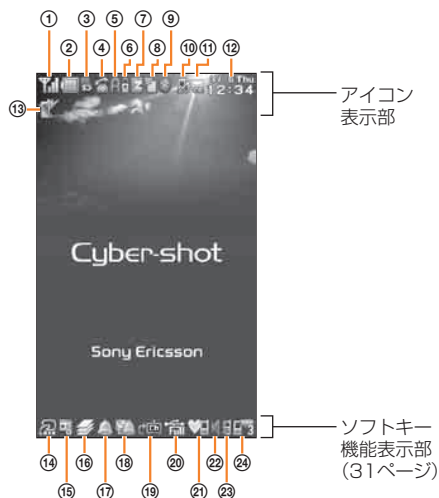 ① ② ③ ④ ⑤ ⑥ ⑦ ⑧ ⑨ ⑩ ⑪ ⑫
Thu
12:34
アイコン
表示部
⑬
Cyber-shot
Sony Ericsson
ソフトキー
機能表示部
(31ページ)
⑭ ⑮ ⑯ ⑰ ⑱ ⑲ ⑳ ㉑ ㉒ ㉓ ㉔